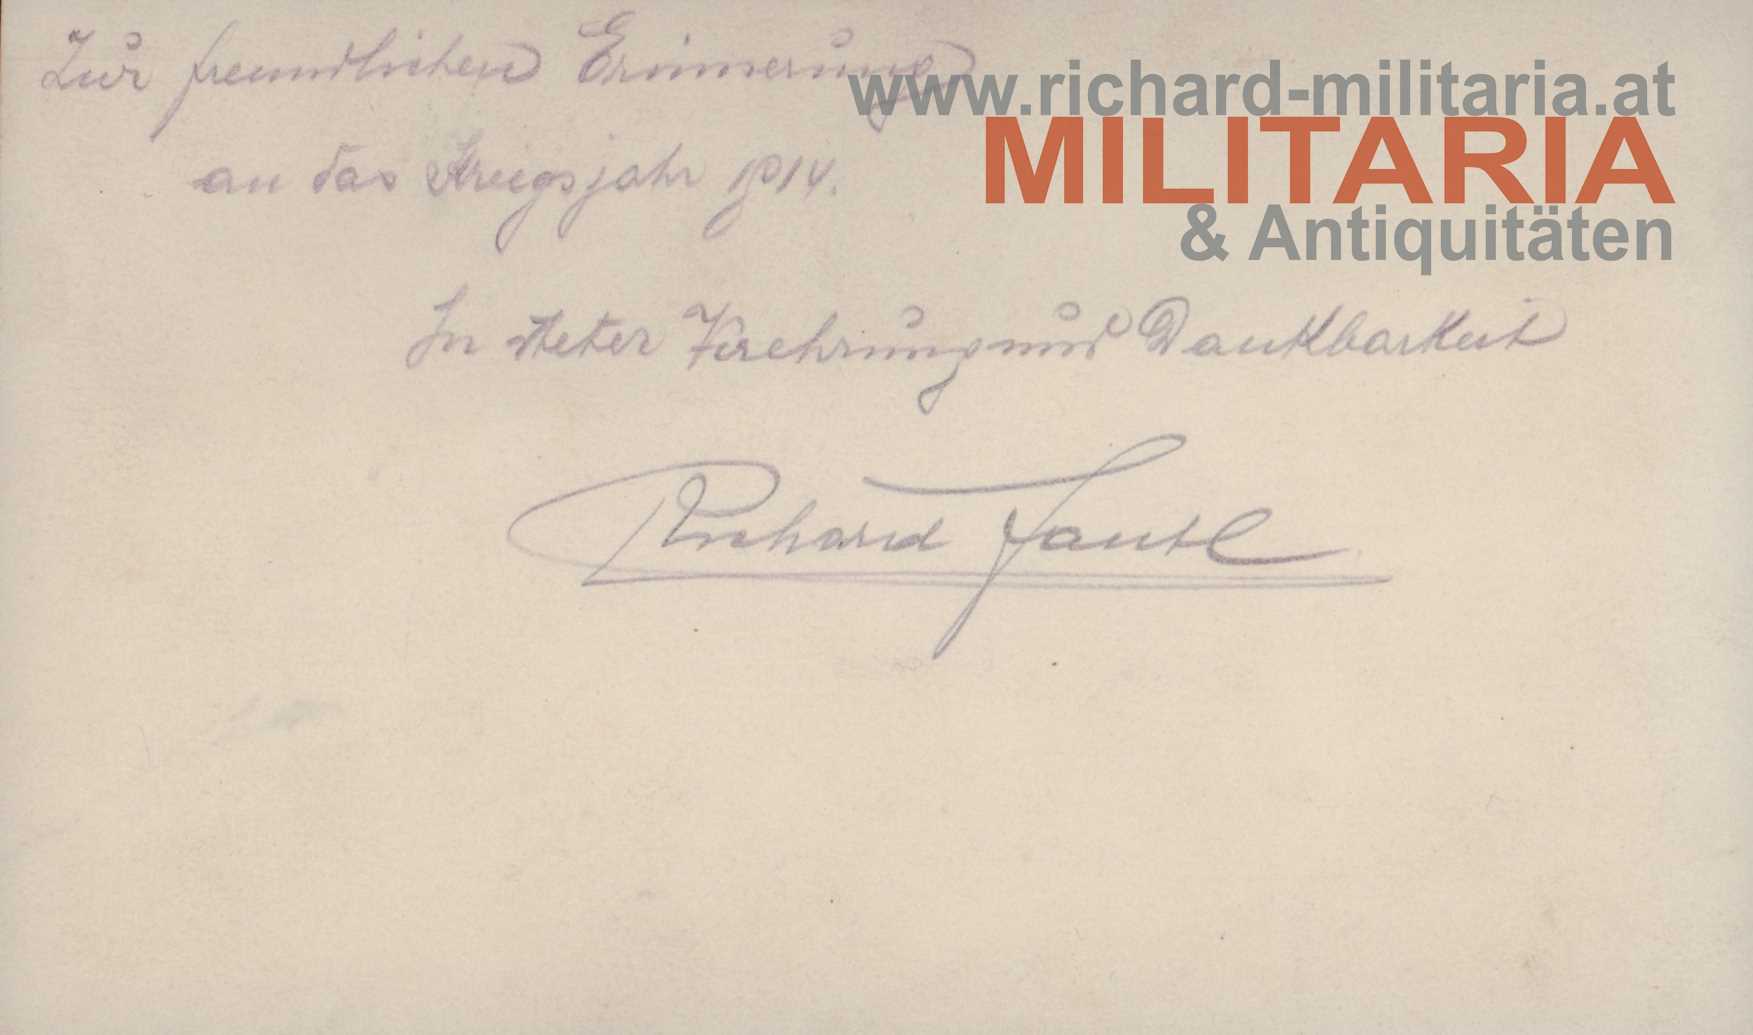 Zur freundlichen Erinnerung
www.richard-militaria.at
MILITARIA
an das Kriegsjahr 1914.
& Antiquitäten
In steter Verehrung und Dankbarkeit
Richard